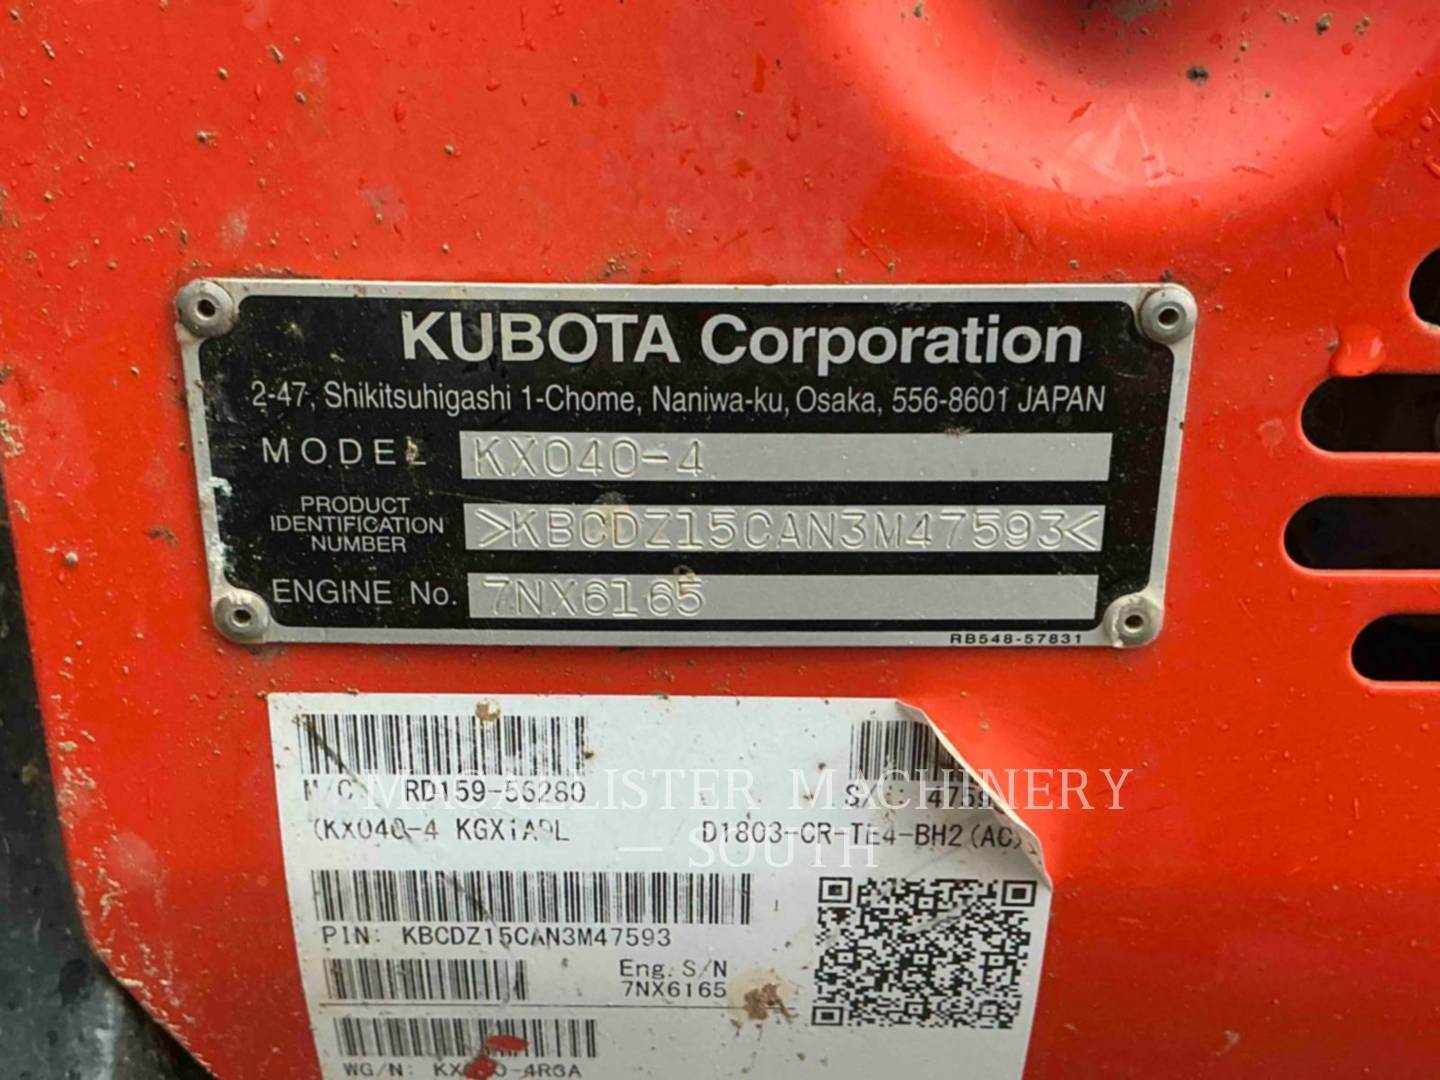 KUBOTA Corporation
2-47, Shikitsuhigashi 1-Chome, Naniwa-ku, Osaka, 556-8601 JAPAN
MODEL KX040-4
PRODUCT
IDENTIFICATION
NUMBER >KBCDZ15CAN3M47593<
ENGINE No. 7NX6165
RB548-57831
RD159-56280
MACALLISTER MACHINERY
(KX040-4 D1803-CR-TE4-BH2(AC)
— SOUTH
PIN: KBCDZ15CAN3M47593
Eng. S/N
7NX6165
WG/N: